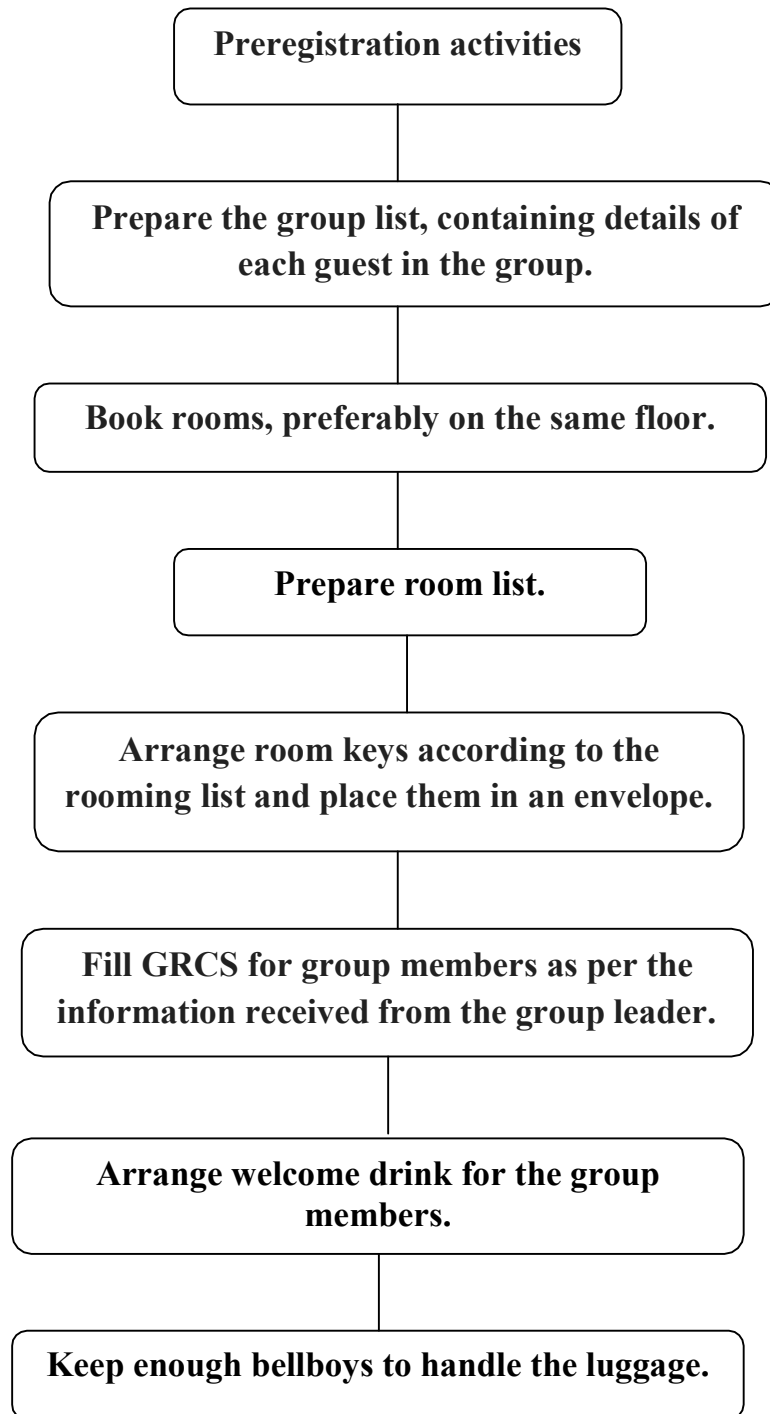 Preregistration activities
Prepare the group list, containing details of
each guest in the group.
Book rooms, preferably on the same floor.
Prepare room list.
Arrange room keys according to the
rooming list and place them in an envelope.
Fill GRCS for group members as per the
information received from the group leader.
Arrange welcome drink for the group
members.
Keep enough bellboys to handle the luggage.